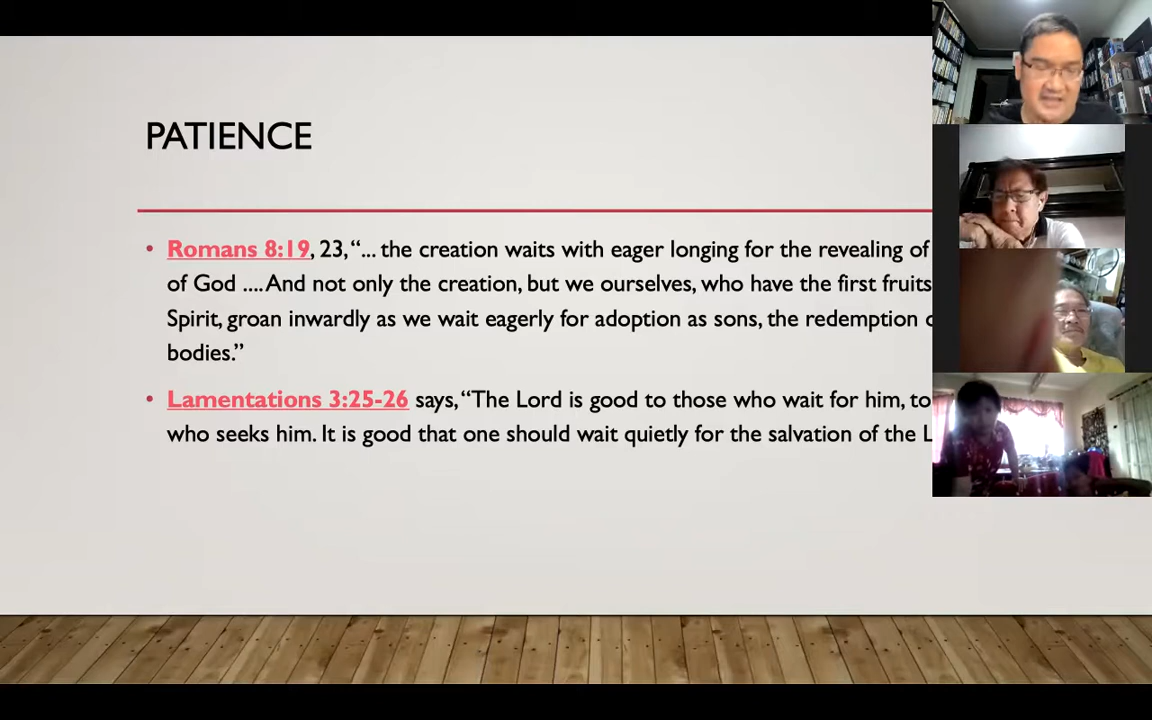 PATIENCE
• Romans 8:19, 23, “... the creation waits with eager longing for the revealing of
of God ....And not only the creation, but we ourselves, who have the first fruits
Spirit, groan inwardly as we wait eagerly for adoption as sons, the redemption
bodies.”
• Lamentations 3:25-26 says, “The Lord is good to those who wait for him, to
who seeks him. It is good that one should wait quietly for the salvation of the L